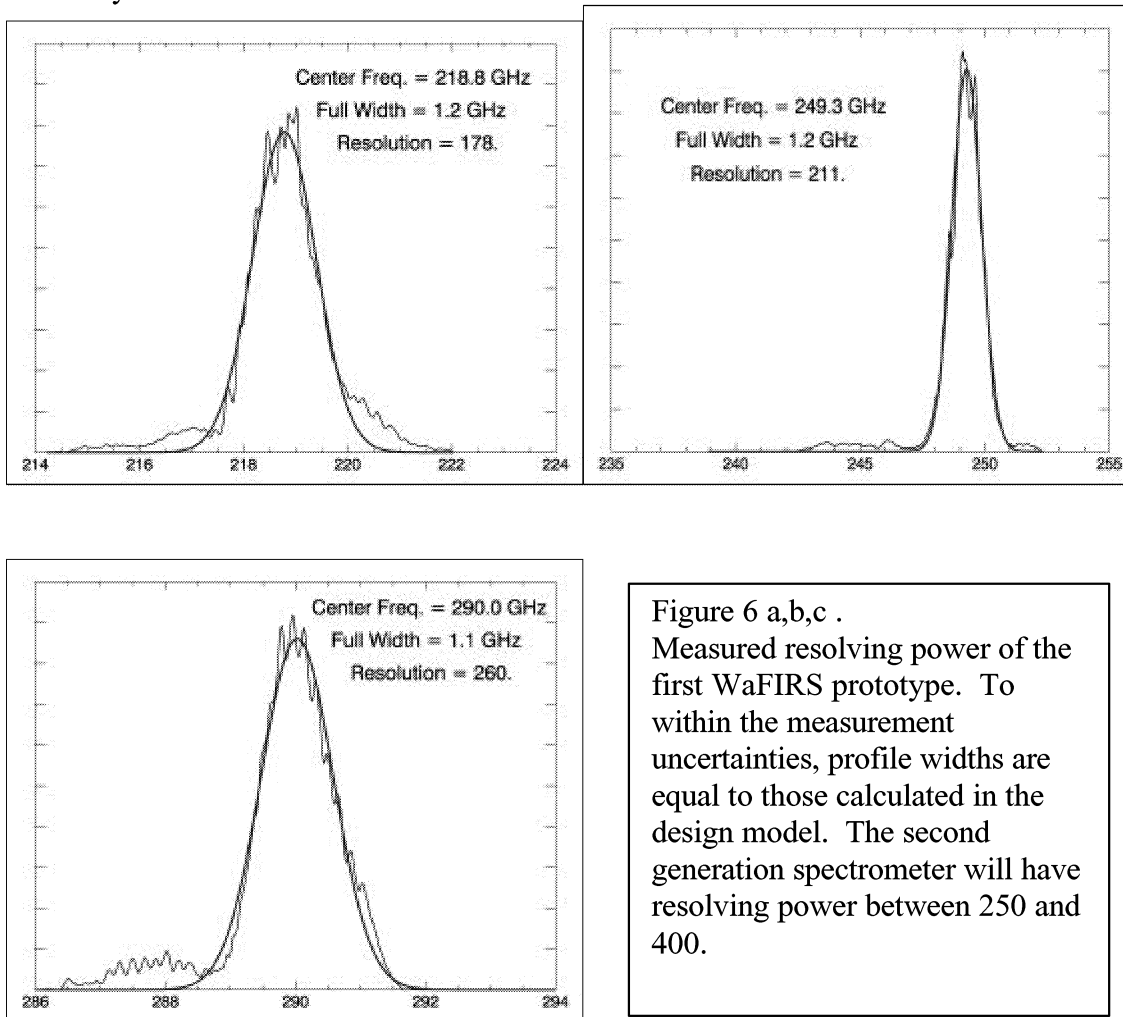 Center Freq. = 218.8 GHz
Full Width = 1.2 GHz
Resolution = 178.
214 216 218 220 222 224
Center Freq. = 249.3 GHz
Full Width = 1.2 GHz
Resolution = 211.
235 240 245 250 255
Center Freq. = 290.0 GHz
Full Width = 1.1 GHz
Resolution = 260.
286 288 290 292 294
Figure 6 a,b,c .
Measured resolving power of the
first WaFIRS prototype. To
within the measurement
uncertainties, profile widths are
equal to those calculated in the
design model. The second
generation spectrometer will have
resolving power between 250 and
400.